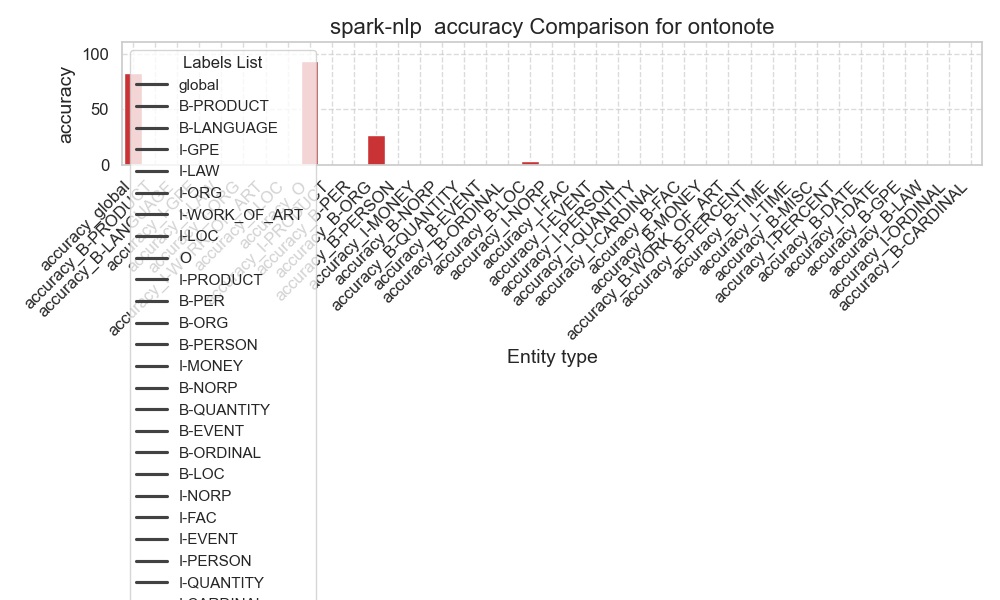 spark-nlp  accuracy Comparison for ontonote
accuracy
100
50
0
Labels List
global
B-PRODUCT
B-LANGUAGE
I-GPE
I-LAW
I-ORG
I-WORK_OF_ART
I-LOC
O
I-PRODUCT
B-PER
B-ORG
B-PERSON
I-MONEY
B-NORP
B-QUANTITY
B-EVENT
B-ORDINAL
B-LOC
I-NORP
I-FAC
I-EVENT
I-PERSON
I-QUANTITY
accuracy_global
accuracy_B-PRODUCT
accuracy_B-LANGUAGE
accuracy_B-PER
accuracy_B-ORG
accuracy_B-PERSON
accuracy_I-MONEY
accuracy_B-NORP
accuracy_B-QUANTITY
accuracy_B-EVENT
accuracy_B-ORDINAL
accuracy_B-LOC
accuracy_I-NORP
accuracy_I-FAC
accuracy_I-EVENT
accuracy_I-PERSON
accuracy_I-QUANTITY
accuracy_I-CARDINAL
accuracy_B-FAC
accuracy_B-MONEY
accuracy_B-WORK_OF_ART
accuracy_B-PERCENT
accuracy_B-TIME
accuracy_I-TIME
accuracy_B-MISC
accuracy_I-PERCENT
accuracy_B-DATE
accuracy_I-DATE
accuracy_B-GPE
accuracy_B-LAW
accuracy_I-ORDINAL
accuracy_B-CARDINAL
Entity type